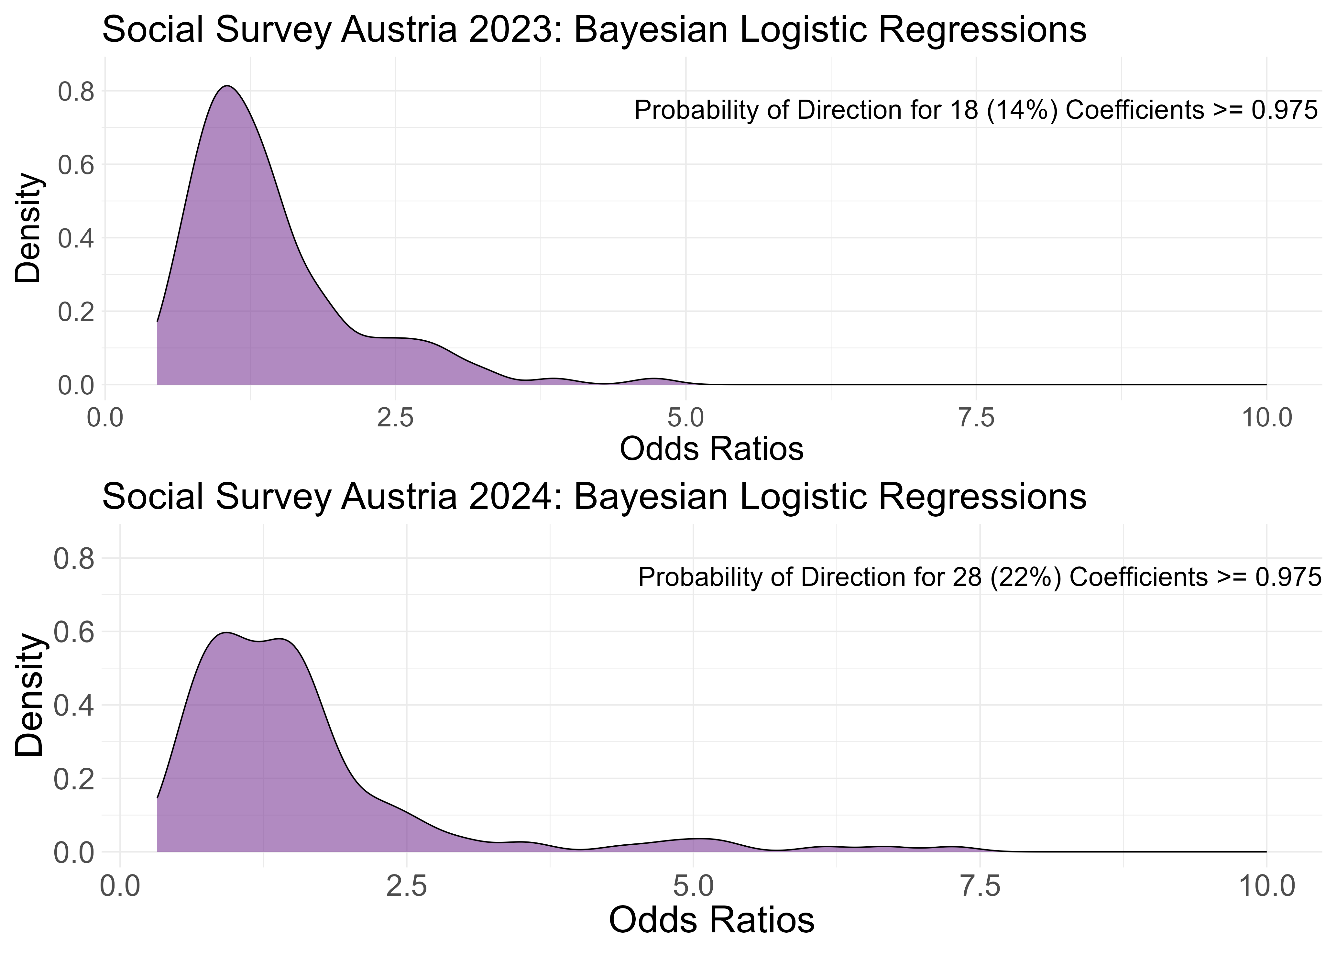 Social Survey Austria 2023: Bayesian Logistic Regressions
Probability of Direction for 18 (14%) Coefficients >= 0.975
Density
0.8
0.6
0.4
0.2
0.0
0.0 2.5 5.0 7.5 10.0
Odds Ratios
Social Survey Austria 2024: Bayesian Logistic Regressions
Probability of Direction for 28 (22%) Coefficients >= 0.975
Density
0.8
0.6
0.4
0.2
0.0
0.0 2.5 5.0 7.5 10.0
Odds Ratios